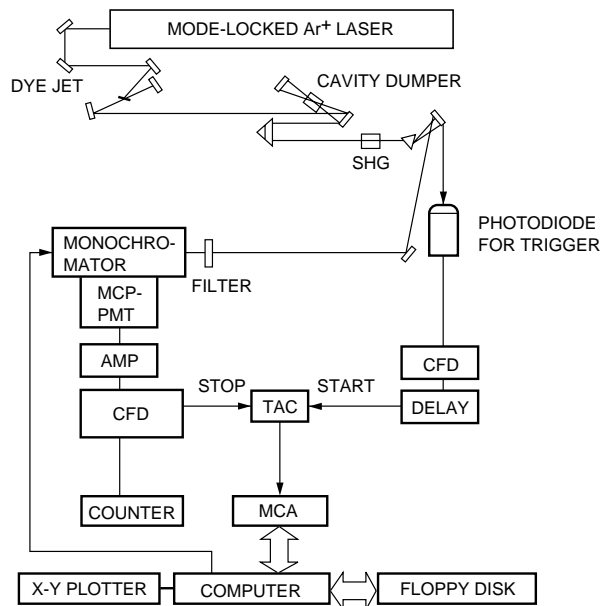 MODE-LOCKED Ar+ LASER
DYE JET
CAVITY DUMPER
SHG
PHOTODIODE
FOR TRIGGER
MONOCHRO-
MATOR
FILTER
MCP-
PMT
AMP
CFD
STOP
START
CFD
TAC
DELAY
COUNTER
MCA
X-Y PLOTTER
COMPUTER
FLOPPY DISK